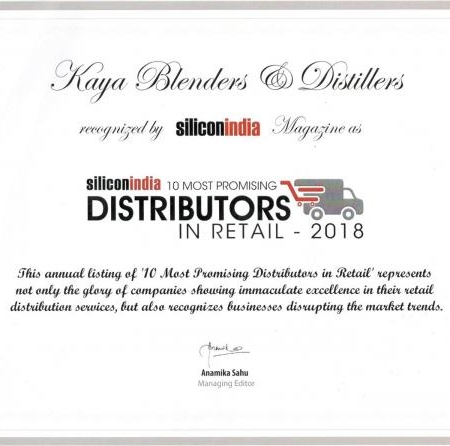 Kaya Blenders & Distillers
recognized by siliconindia Magazine as
siliconindia 10 MOST PROMISING
DISTRIBUTORS
IN RETAIL - 2018
This annual listing of '10 Most Promising Distributors in Retail' represents
not only the glory of companies showing immaculate excellence in their retail
distribution services, but also recognizes businesses disrupting the market trends.
Anamika Sahu
Managing Editor